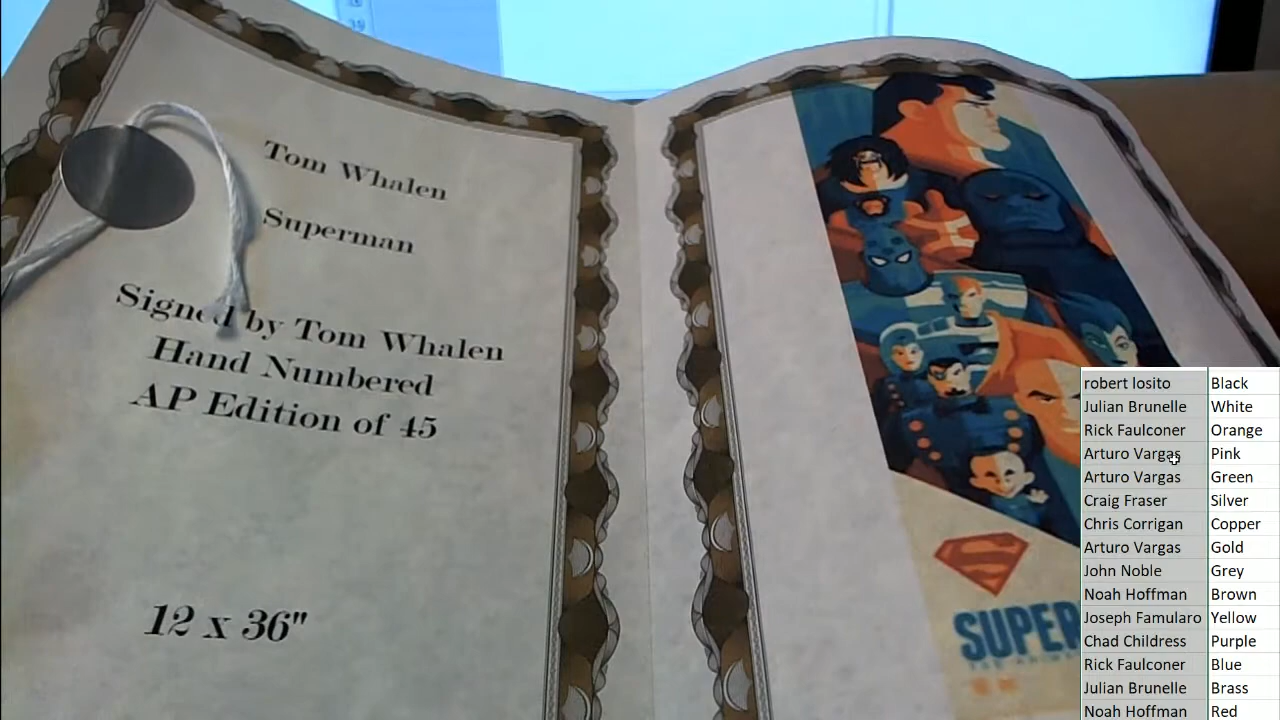 Tom Whalen
Superman
Signed by Tom Whalen
Hand Numbered
AP Edition of 45
12 x 36"
SUPER
robert losito Black
Julian Brunelle White
Rick Faulconer Orange
Arturo Vargas Pink
Arturo Vargas Green
Craig Fraser Silver
Chris Corrigan Copper
Arturo Vargas Gold
John Noble Grey
Noah Hoffman Brown
Joseph Famularo Yellow
Chad Childress Purple
Rick Faulconer Blue
Julian Brunelle Brass
Noah Hoffman Red